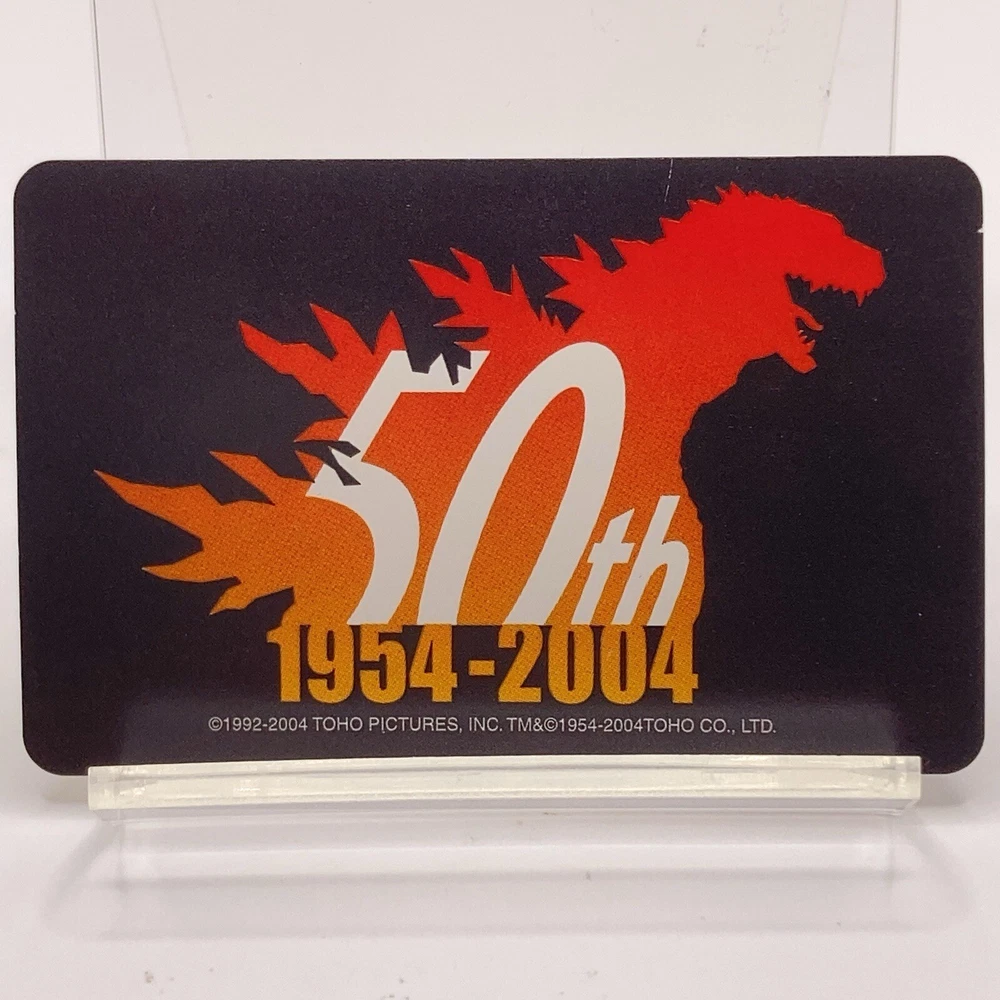 50th
1954-2004
©1992-2004 TOHO PICTURES, INC. TM&©1954-2004TOHO CO., LTD.